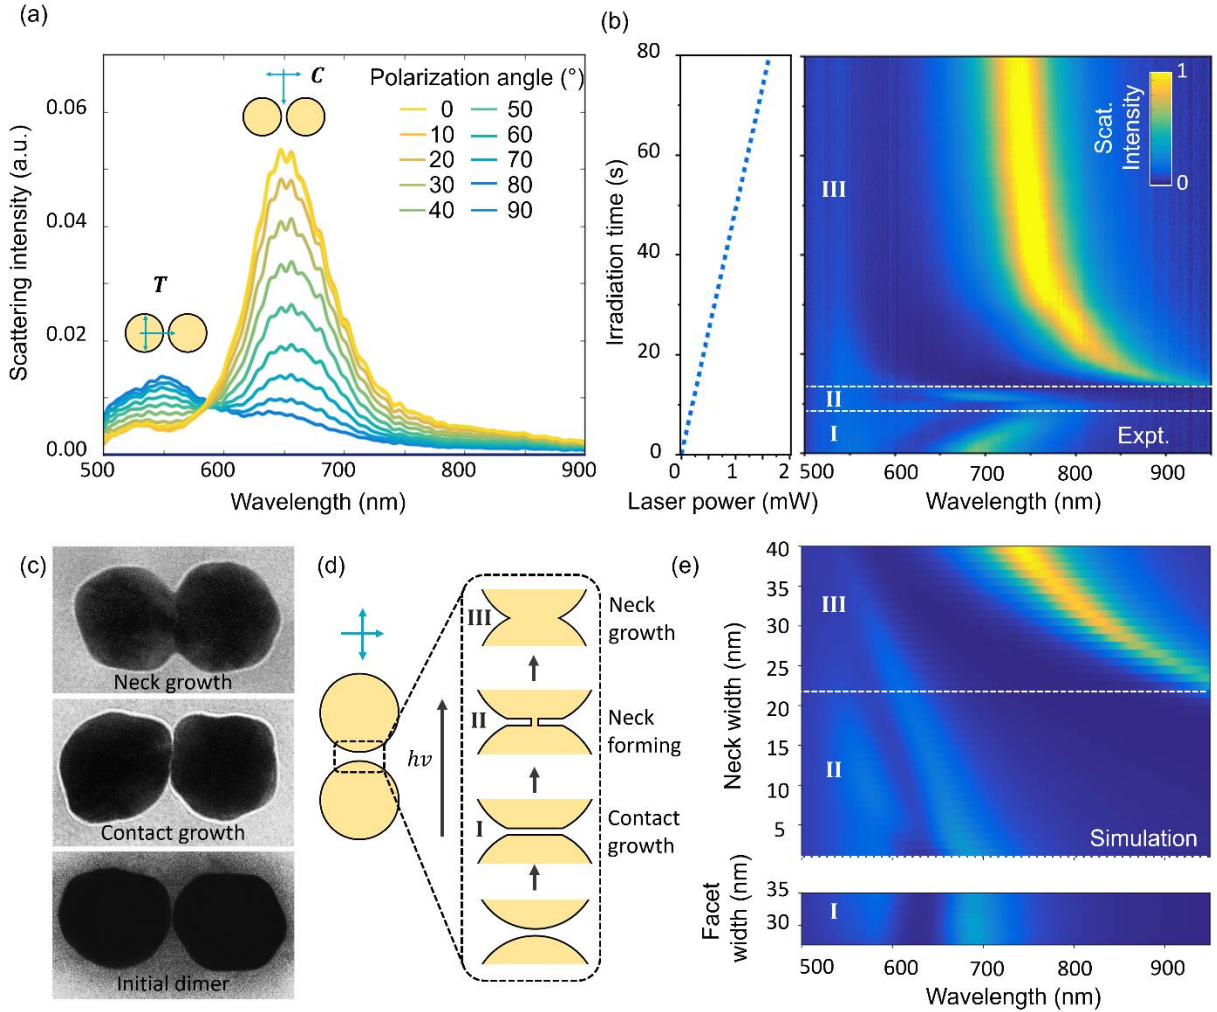 (a)
Scattering intensity (a.u.)
0.06
0.04
0.02
0.00
C
T
Polarization angle (°)
0 50
10 60
20 70
30 80
40 90
500 600 700 800 900
Wavelength (nm)
(b)
Irradiation time (s)
80
60
40
20
0
0 1 2
Laser power (mW)
III
II
I
Scat.
Intensity
1
0
Expt.
500 600 700 800 900
Wavelength (nm)
(c)
Neck growth
Contact growth
Initial dimer
(d)
hν
III
Neck
growth
II
Neck
forming
I
Contact
growth
(e)
Neck width (nm)
40
35
30
25
20
15
10
5
III
II
Simulation
Facet
width (nm)
35
30
I
500 600 700 800 900
Wavelength (nm)